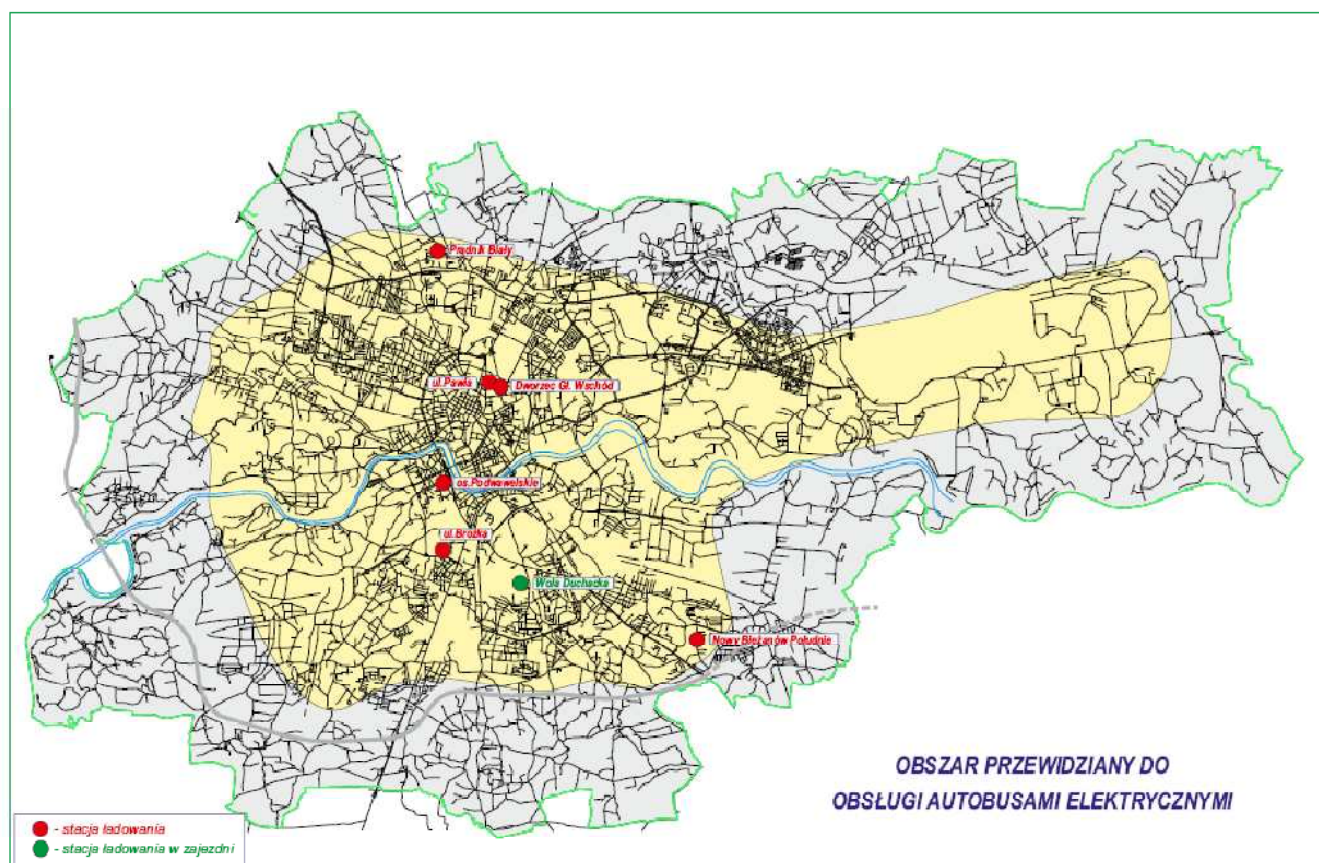 Prądnik Biały
ul.Pawia
Dworzec Gł. Wschód
os.Podwawelskie
ul.Brożka
Wola Duchacka
Nowy Bieżanów Południe
OBSZAR PRZEWIDZIANY DO
OBSŁUGI AUTOBUSAMI ELEKTRYCZNYMI
- stacja ładowania
- stacja ładowania w zajezdni